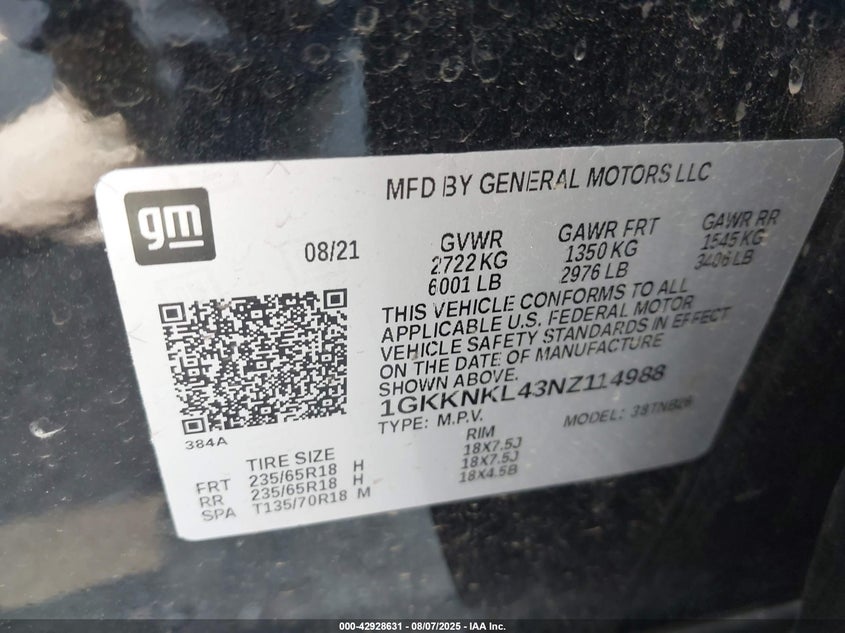 gm
MFD BY GENERAL MOTORS LLC
08/21
GVWR
2722 KG
6001 LB
GAWR FRT
1350 KG
2976 LB
GAWR RR
1545 KG
3406 LB
THIS VEHICLE CONFORMS TO ALL
APPLICABLE U.S. FEDERAL MOTOR
VEHICLE SAFETY STANDARDS IN EFFECT
ON THE DATE OF MANUFACTURE
SHOWN ABOVE.
1GKKNKL43NZ114988
TYPE: M.P.V.
MODEL:
384A
TIRE SIZE
RIM
FRT 235/65R18 H 18X7.5J
RR 235/65R18 H 18X7.5J
SPA T135/70R18 M 18X4.5B
000-42928631 - 08/07/2025 - IAA Inc.